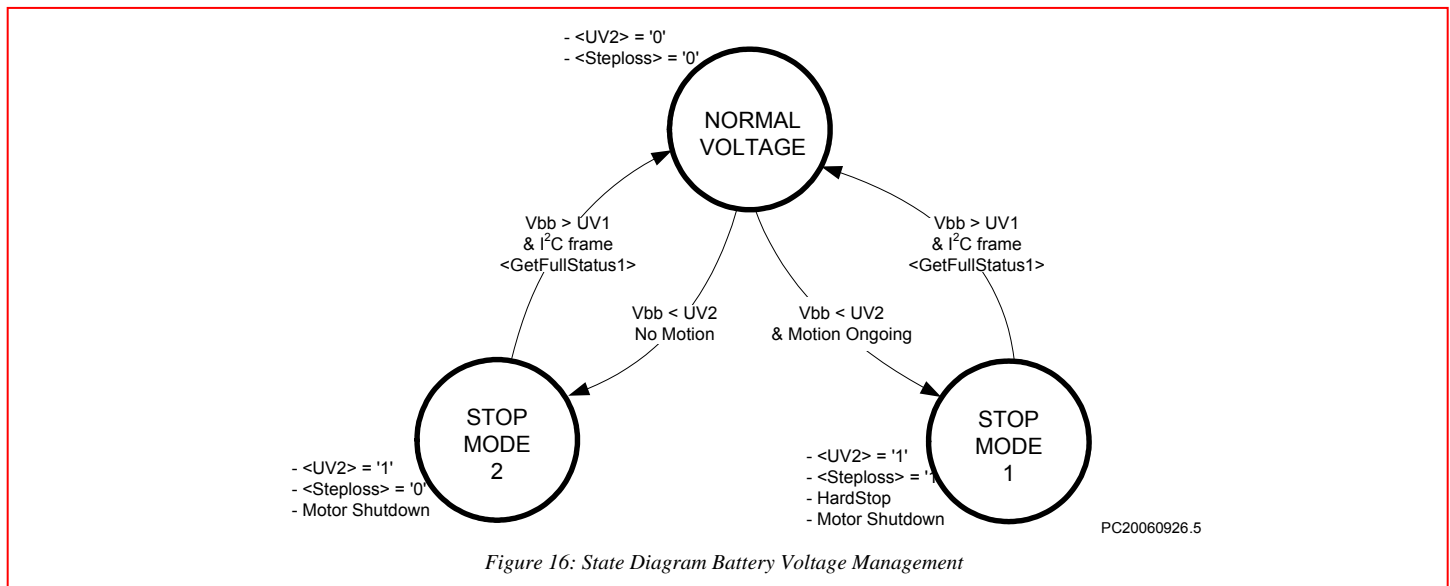 - <UV2> = '0'
- <Steploss> = '0'
NORMAL
VOLTAGE
Vbb > UV1
& I²C frame
<GetFullStatus1>
Vbb > UV1
& I²C frame
<GetFullStatus1>
Vbb < UV2
No Motion
Vbb < UV2
& Motion Ongoing
STOP
MODE
2
- <UV2> = '1'
- <Steploss> = '0'
- Motor Shutdown
STOP
MODE
1
- <UV2> = '1'
- <Steploss> = '1
- HardStop
- Motor Shutdown
PC20060926.5
Figure 16: State Diagram Battery Voltage Management